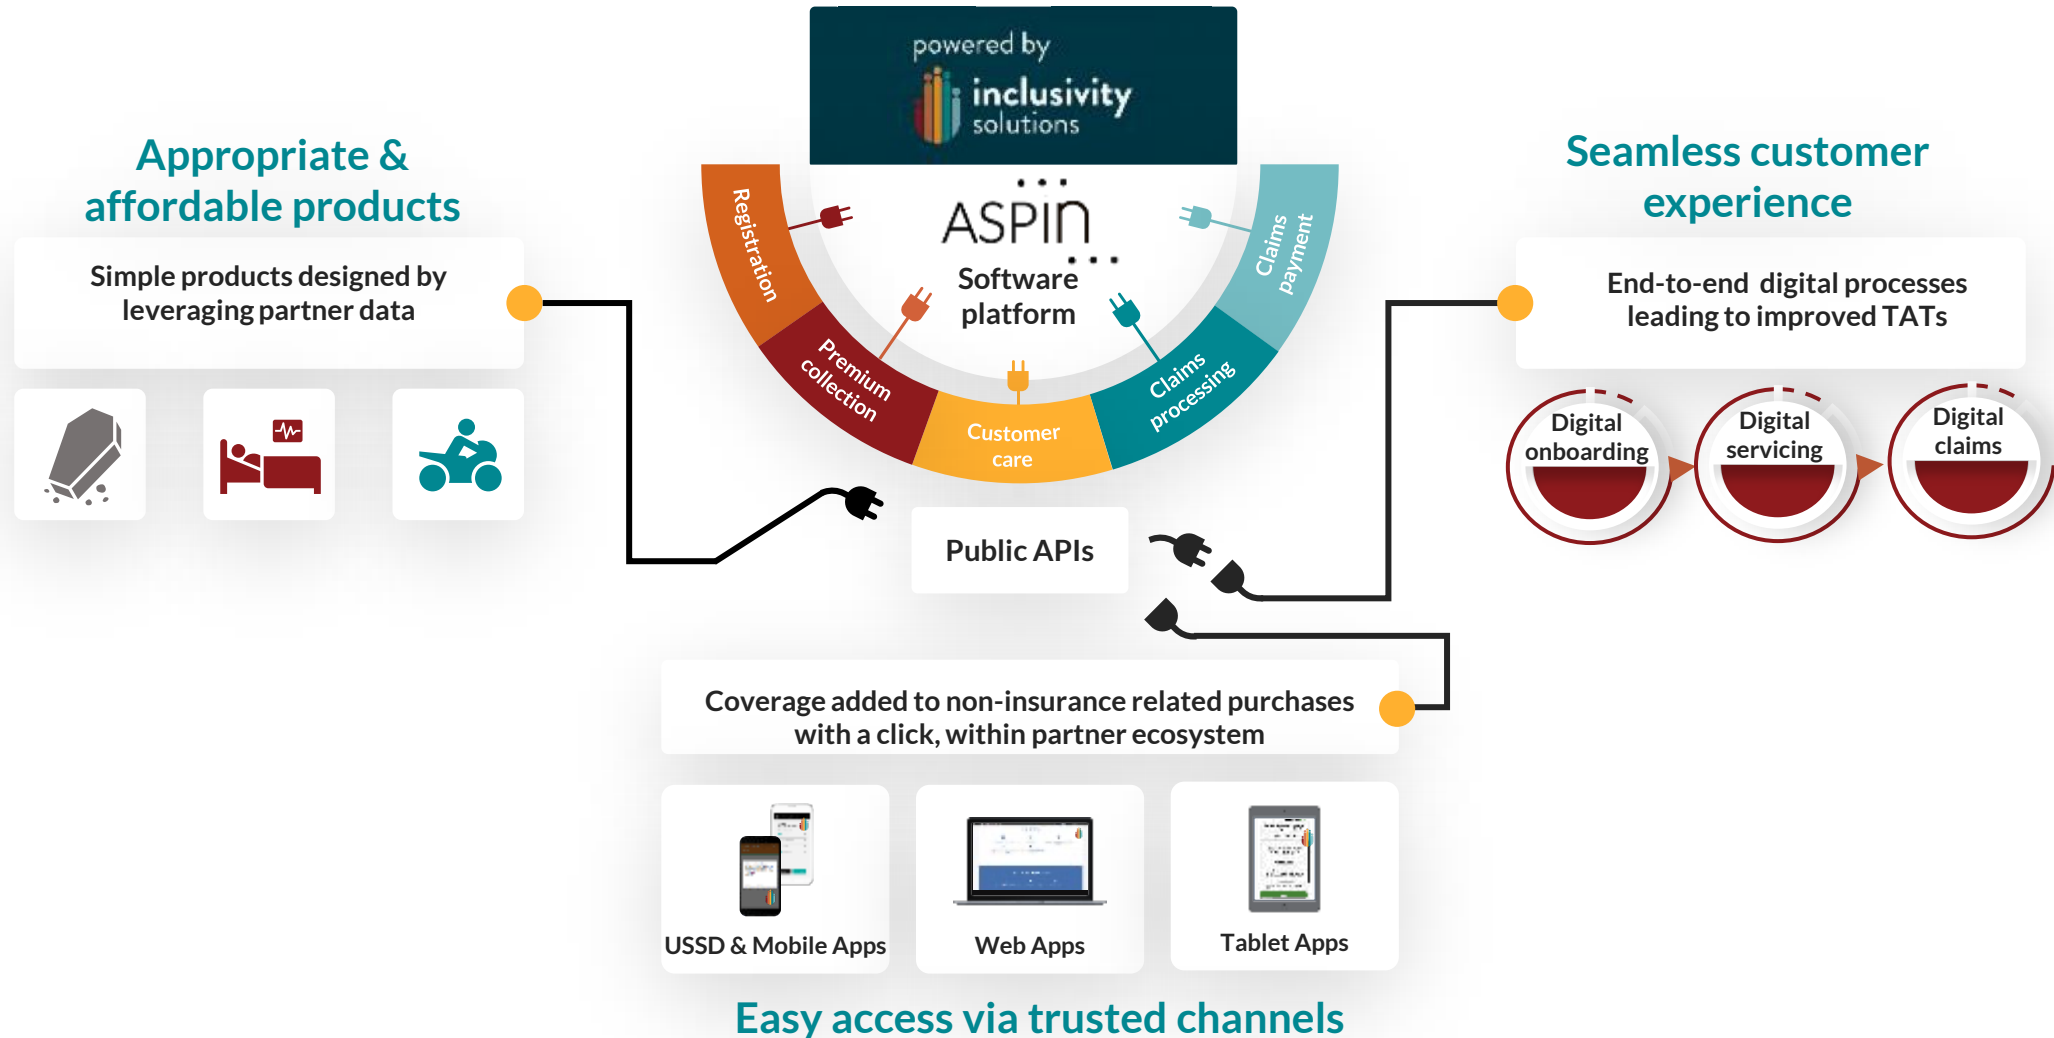 powered by
inclusivity
solutions
Appropriate &
affordable products
Simple products designed by
leveraging partner data
ASPin
Software
platform
Registration
Premium
collection
Customer
care
Claims
processing
Claims
payment
Public APIs
Seamless customer
experience
End-to-end digital processes
leading to improved TATs
Digital
onboarding
Digital
servicing
Digital
claims
Coverage added to non-insurance related purchases
with a click, within partner ecosystem
USSD & Mobile Apps
Web Apps
Tablet Apps
Easy access via trusted channels